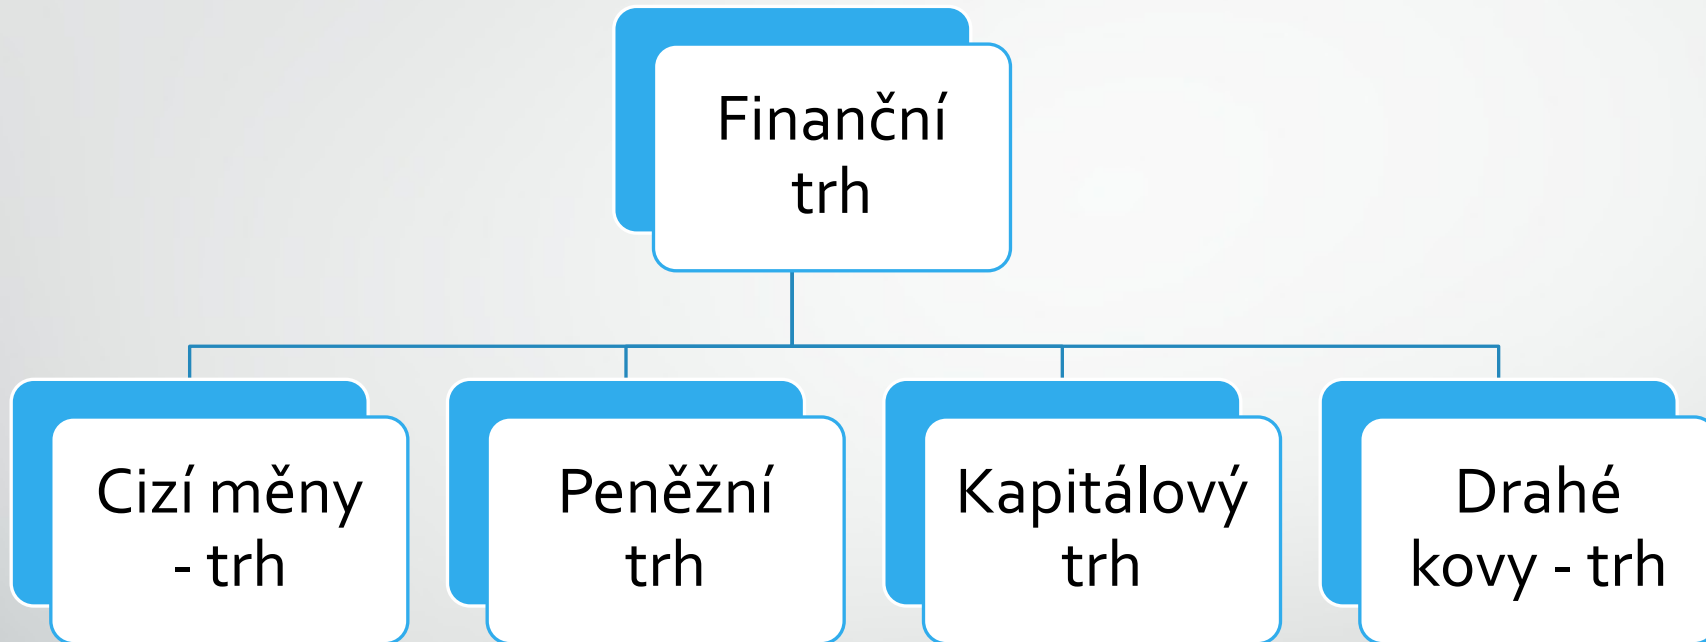 Finanční
trh
Cizí měny
- trh
Peněžní
trh
Kapitálový
trh
Drahé
kovy - trh